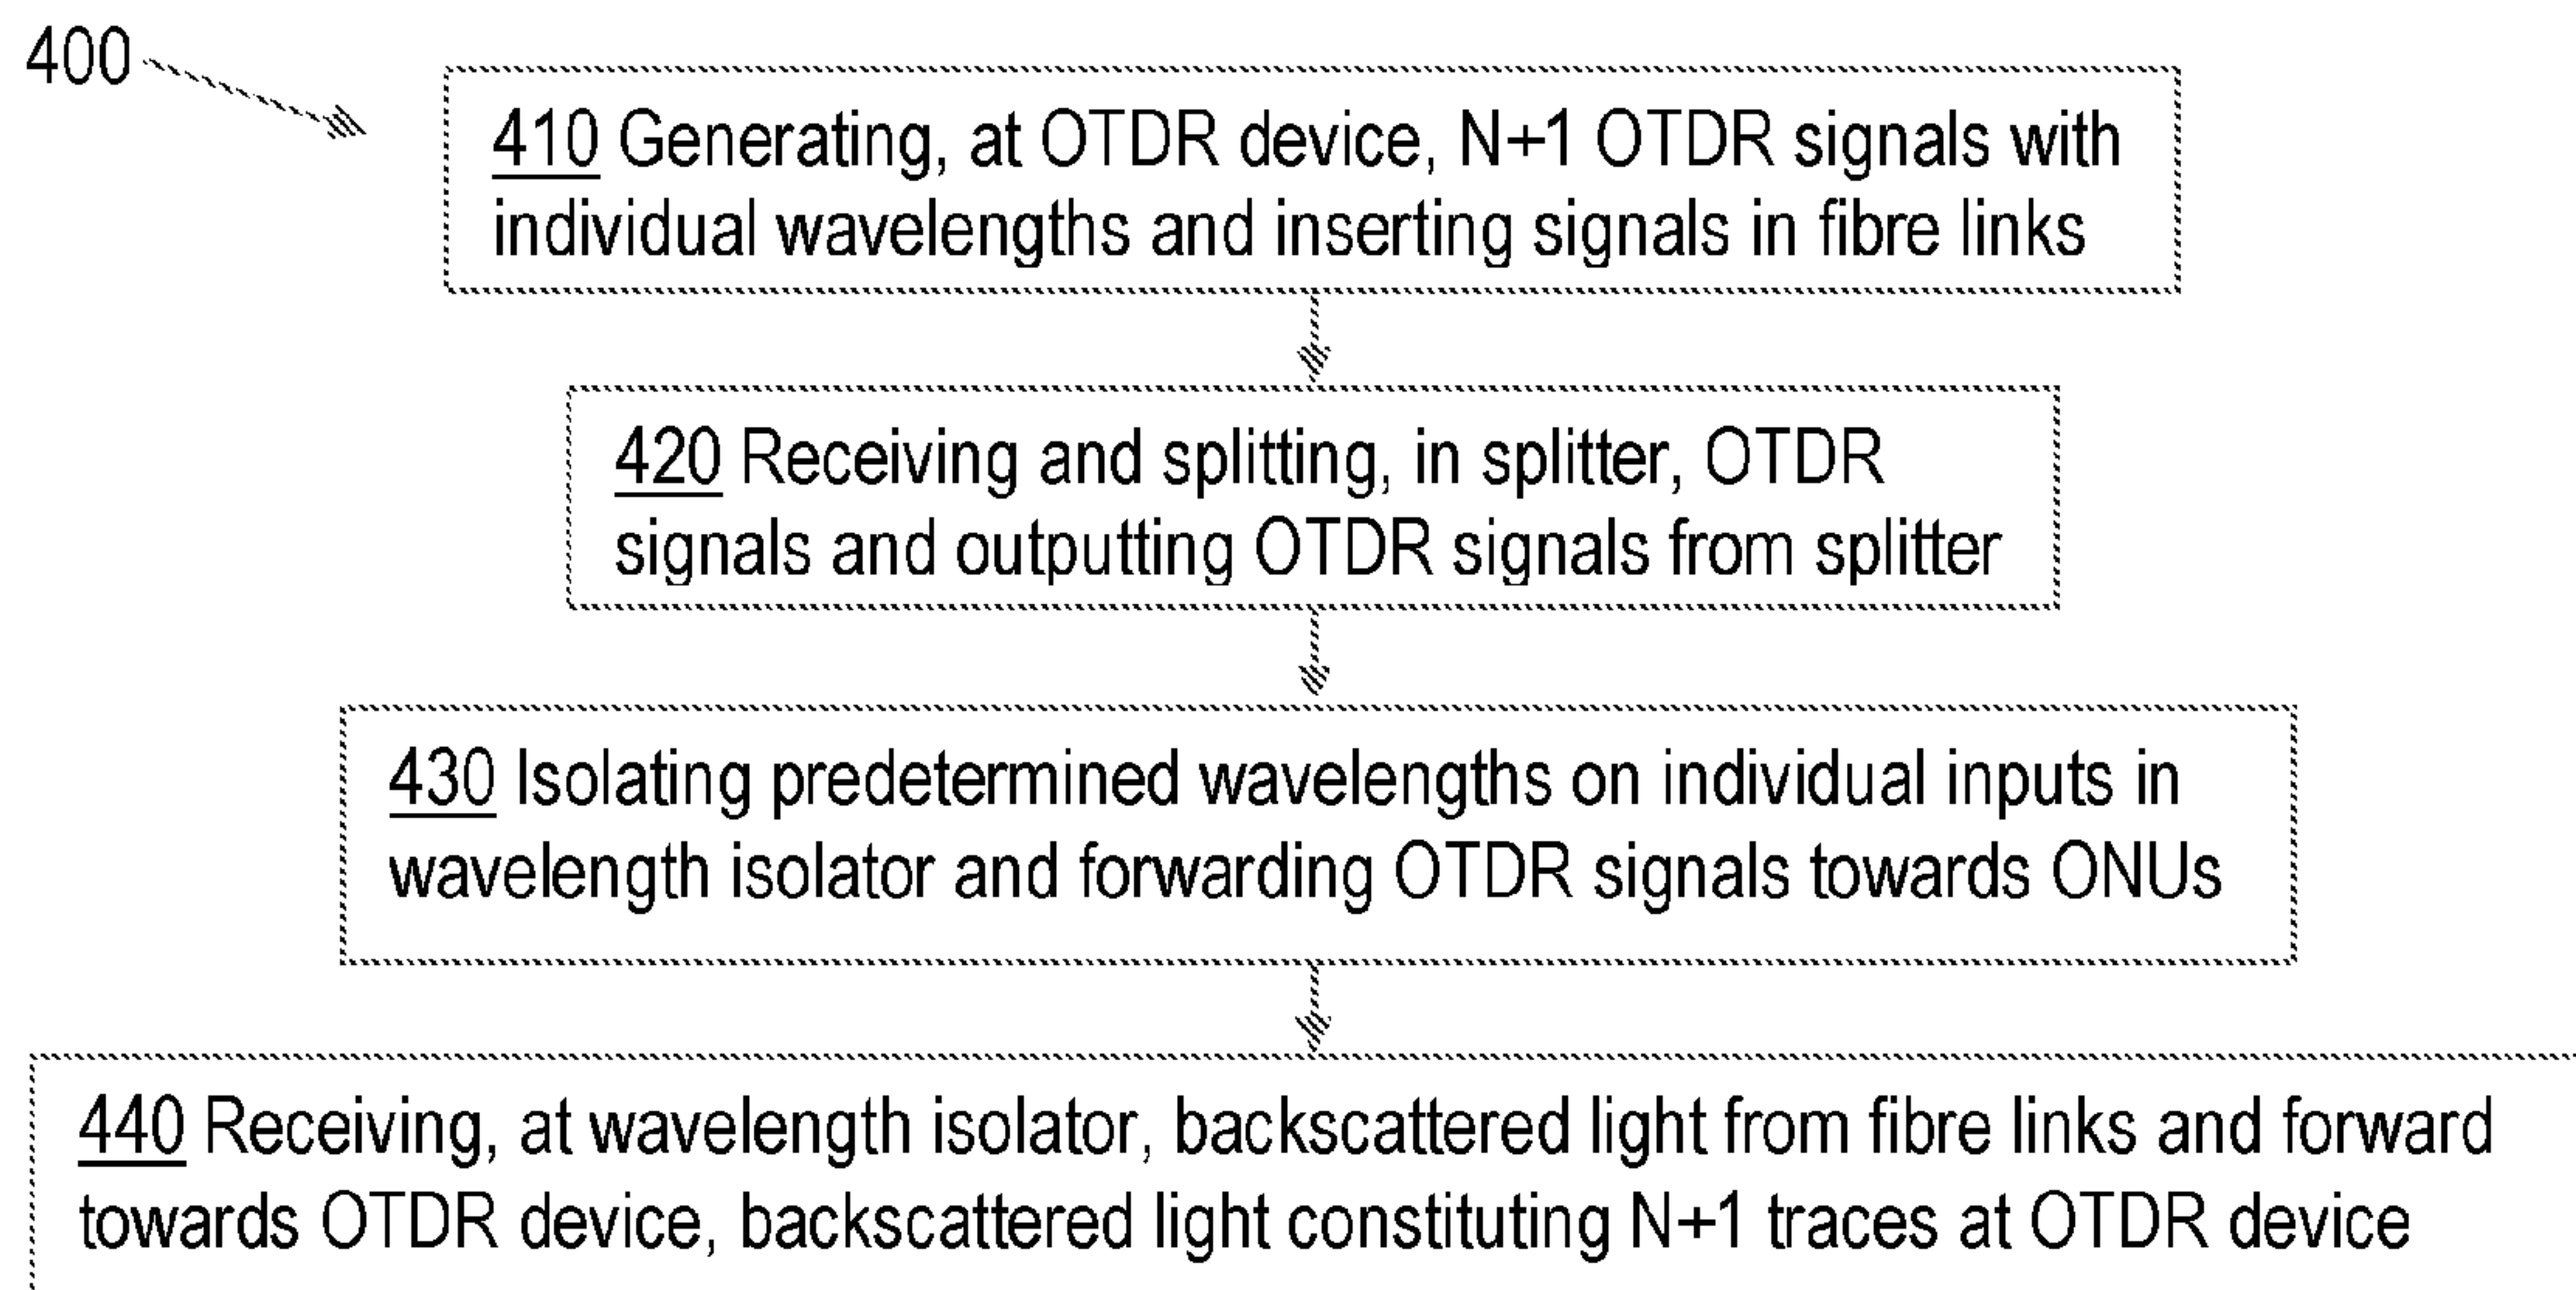 400
410 Generating, at OTDR device, N+1 OTDR signals with
individual wavelengths and inserting signals in fibre links
420 Receiving and splitting, in splitter, OTDR
signals and outputting OTDR signals from splitter
430 Isolating predetermined wavelengths on individual inputs in
wavelength isolator and forwarding OTDR signals towards ONUs
440 Receiving, at wavelength isolator, backscattered light from fibre links and forward
towards OTDR device, backscattered light constituting N+1 traces at OTDR device